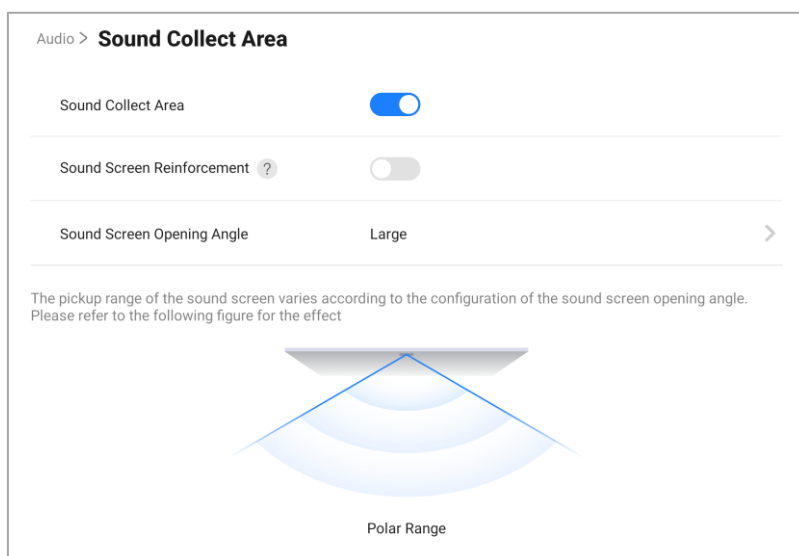 Audio > Sound Collect Area
Sound Collect Area
Sound Screen Reinforcement ?
Sound Screen Opening Angle Large
The pickup range of the sound screen varies according to the configuration of the sound screen opening angle.
Please refer to the following figure for the effect
Polar Range